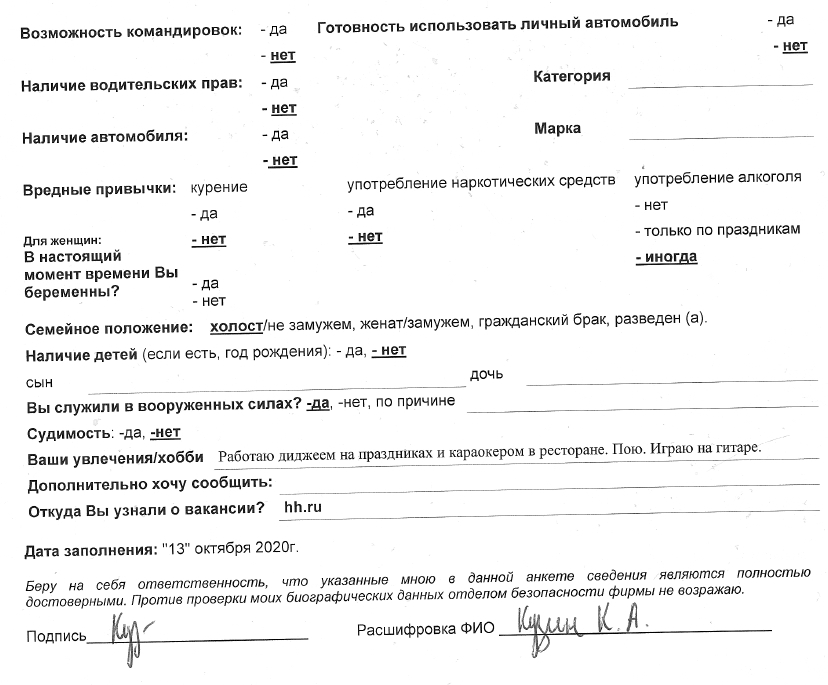 Возможность командировок: - да Готовность использовать личный автомобиль - да
- нет - нет
Наличие водительских прав: - да Категория
- нет
Наличие автомобиля: - да Марка
- нет
Вредные привычки: курение употребление наркотических средств употребление алкоголя
- да - да - нет
Для женщин: - нет - нет - только по праздникам
В настоящий - иногда
момент времени Вы - да
беременны? - нет
Семейное положение: холост/не замужем, женат/замужем, гражданский брак, разведен (а).
Наличие детей (если есть, год рождения): - да, - нет
сын дочь
Вы служили в вооруженных силах? -да, -нет, по причине
Судимость: -да, -нет
Ваши увлечения/хобби Работаю диджеем на праздниках и караокером в ресторане. Пою. Играю на гитаре.
Дополнительно хочу сообщить:
Откуда Вы узнали о вакансии? hh.ru
Дата заполнения: "13" октября 2020г.
Беру на себя ответственность, что указанные мною в данной анкете сведения являются полностью
достоверными. Против проверки моих биографических данных отделом безопасности фирмы не возражаю.
Подпись Расшифровка ФИО К. А.